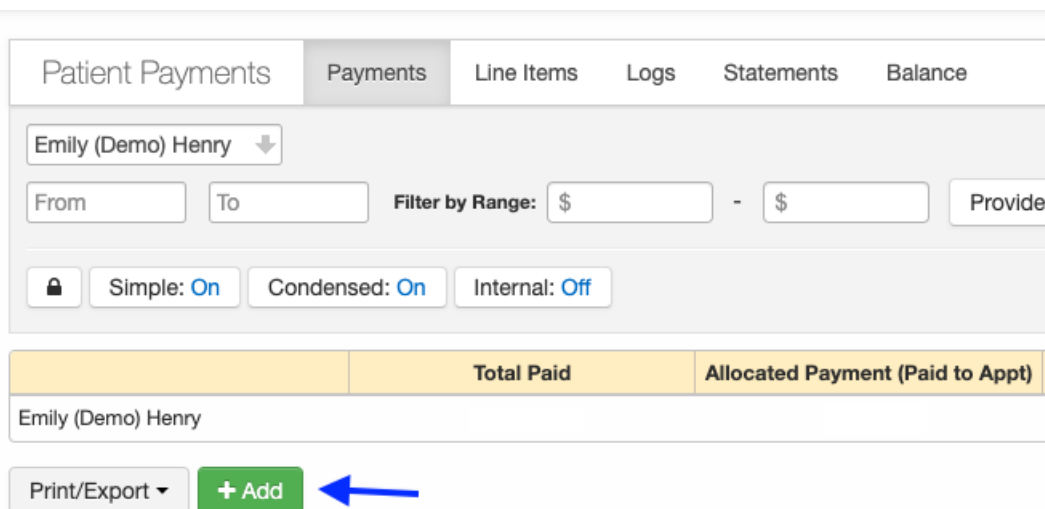 Patient Payments Payments Line Items Logs Statements Balance
Emily (Demo) Henry
From To Filter by Range: $ - $ Provide
Simple: On Condensed: On Internal: Off
Total Paid Allocated Payment (Paid to Appt)
Emily (Demo) Henry
Print/Export + Add